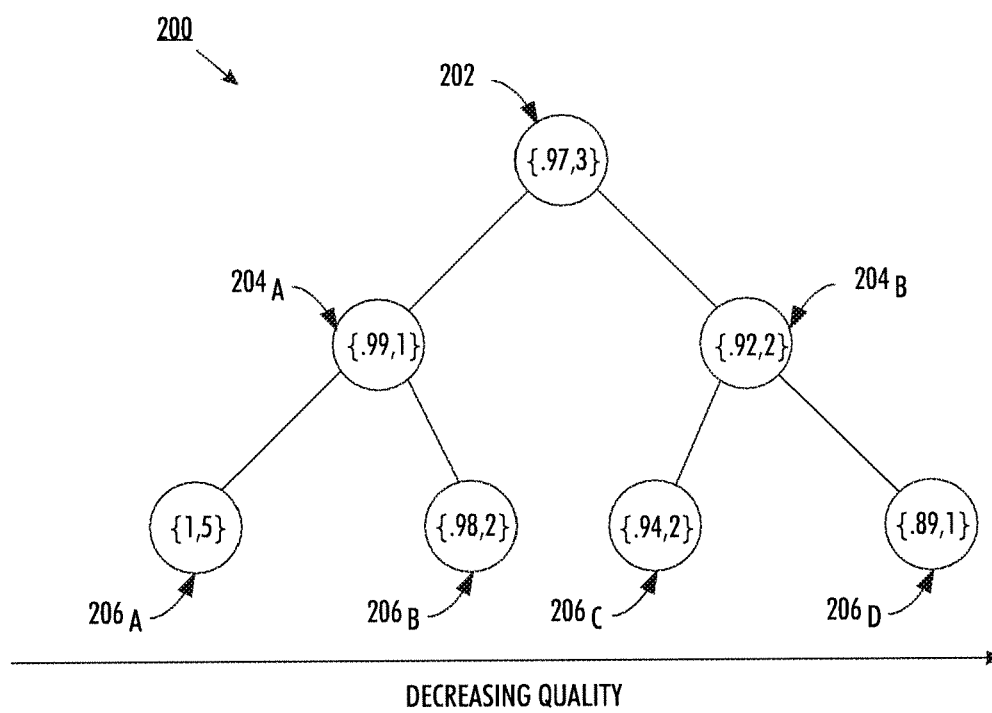 200
202
{.97,3}
204 A
204 B
{.99,1}
{.92,2}
{1,5}
{.98,2}
{.94,2}
{.89,1}
206 A
206 B
206 C
206 D
DECREASING QUALITY